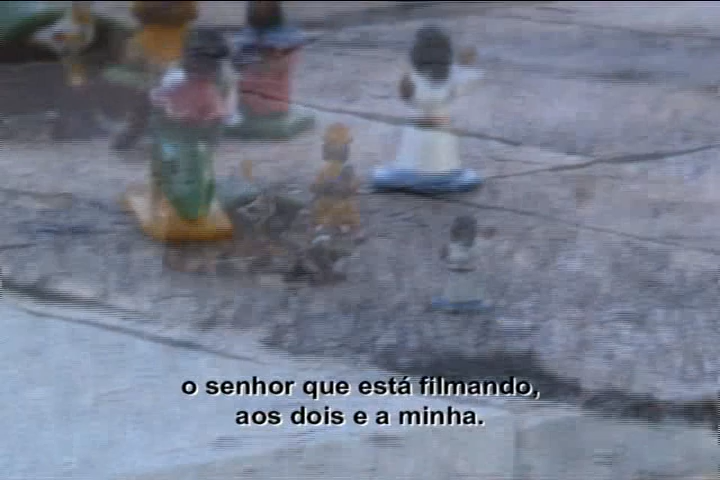 o senhor que está filmando,
aos dois e a minha.